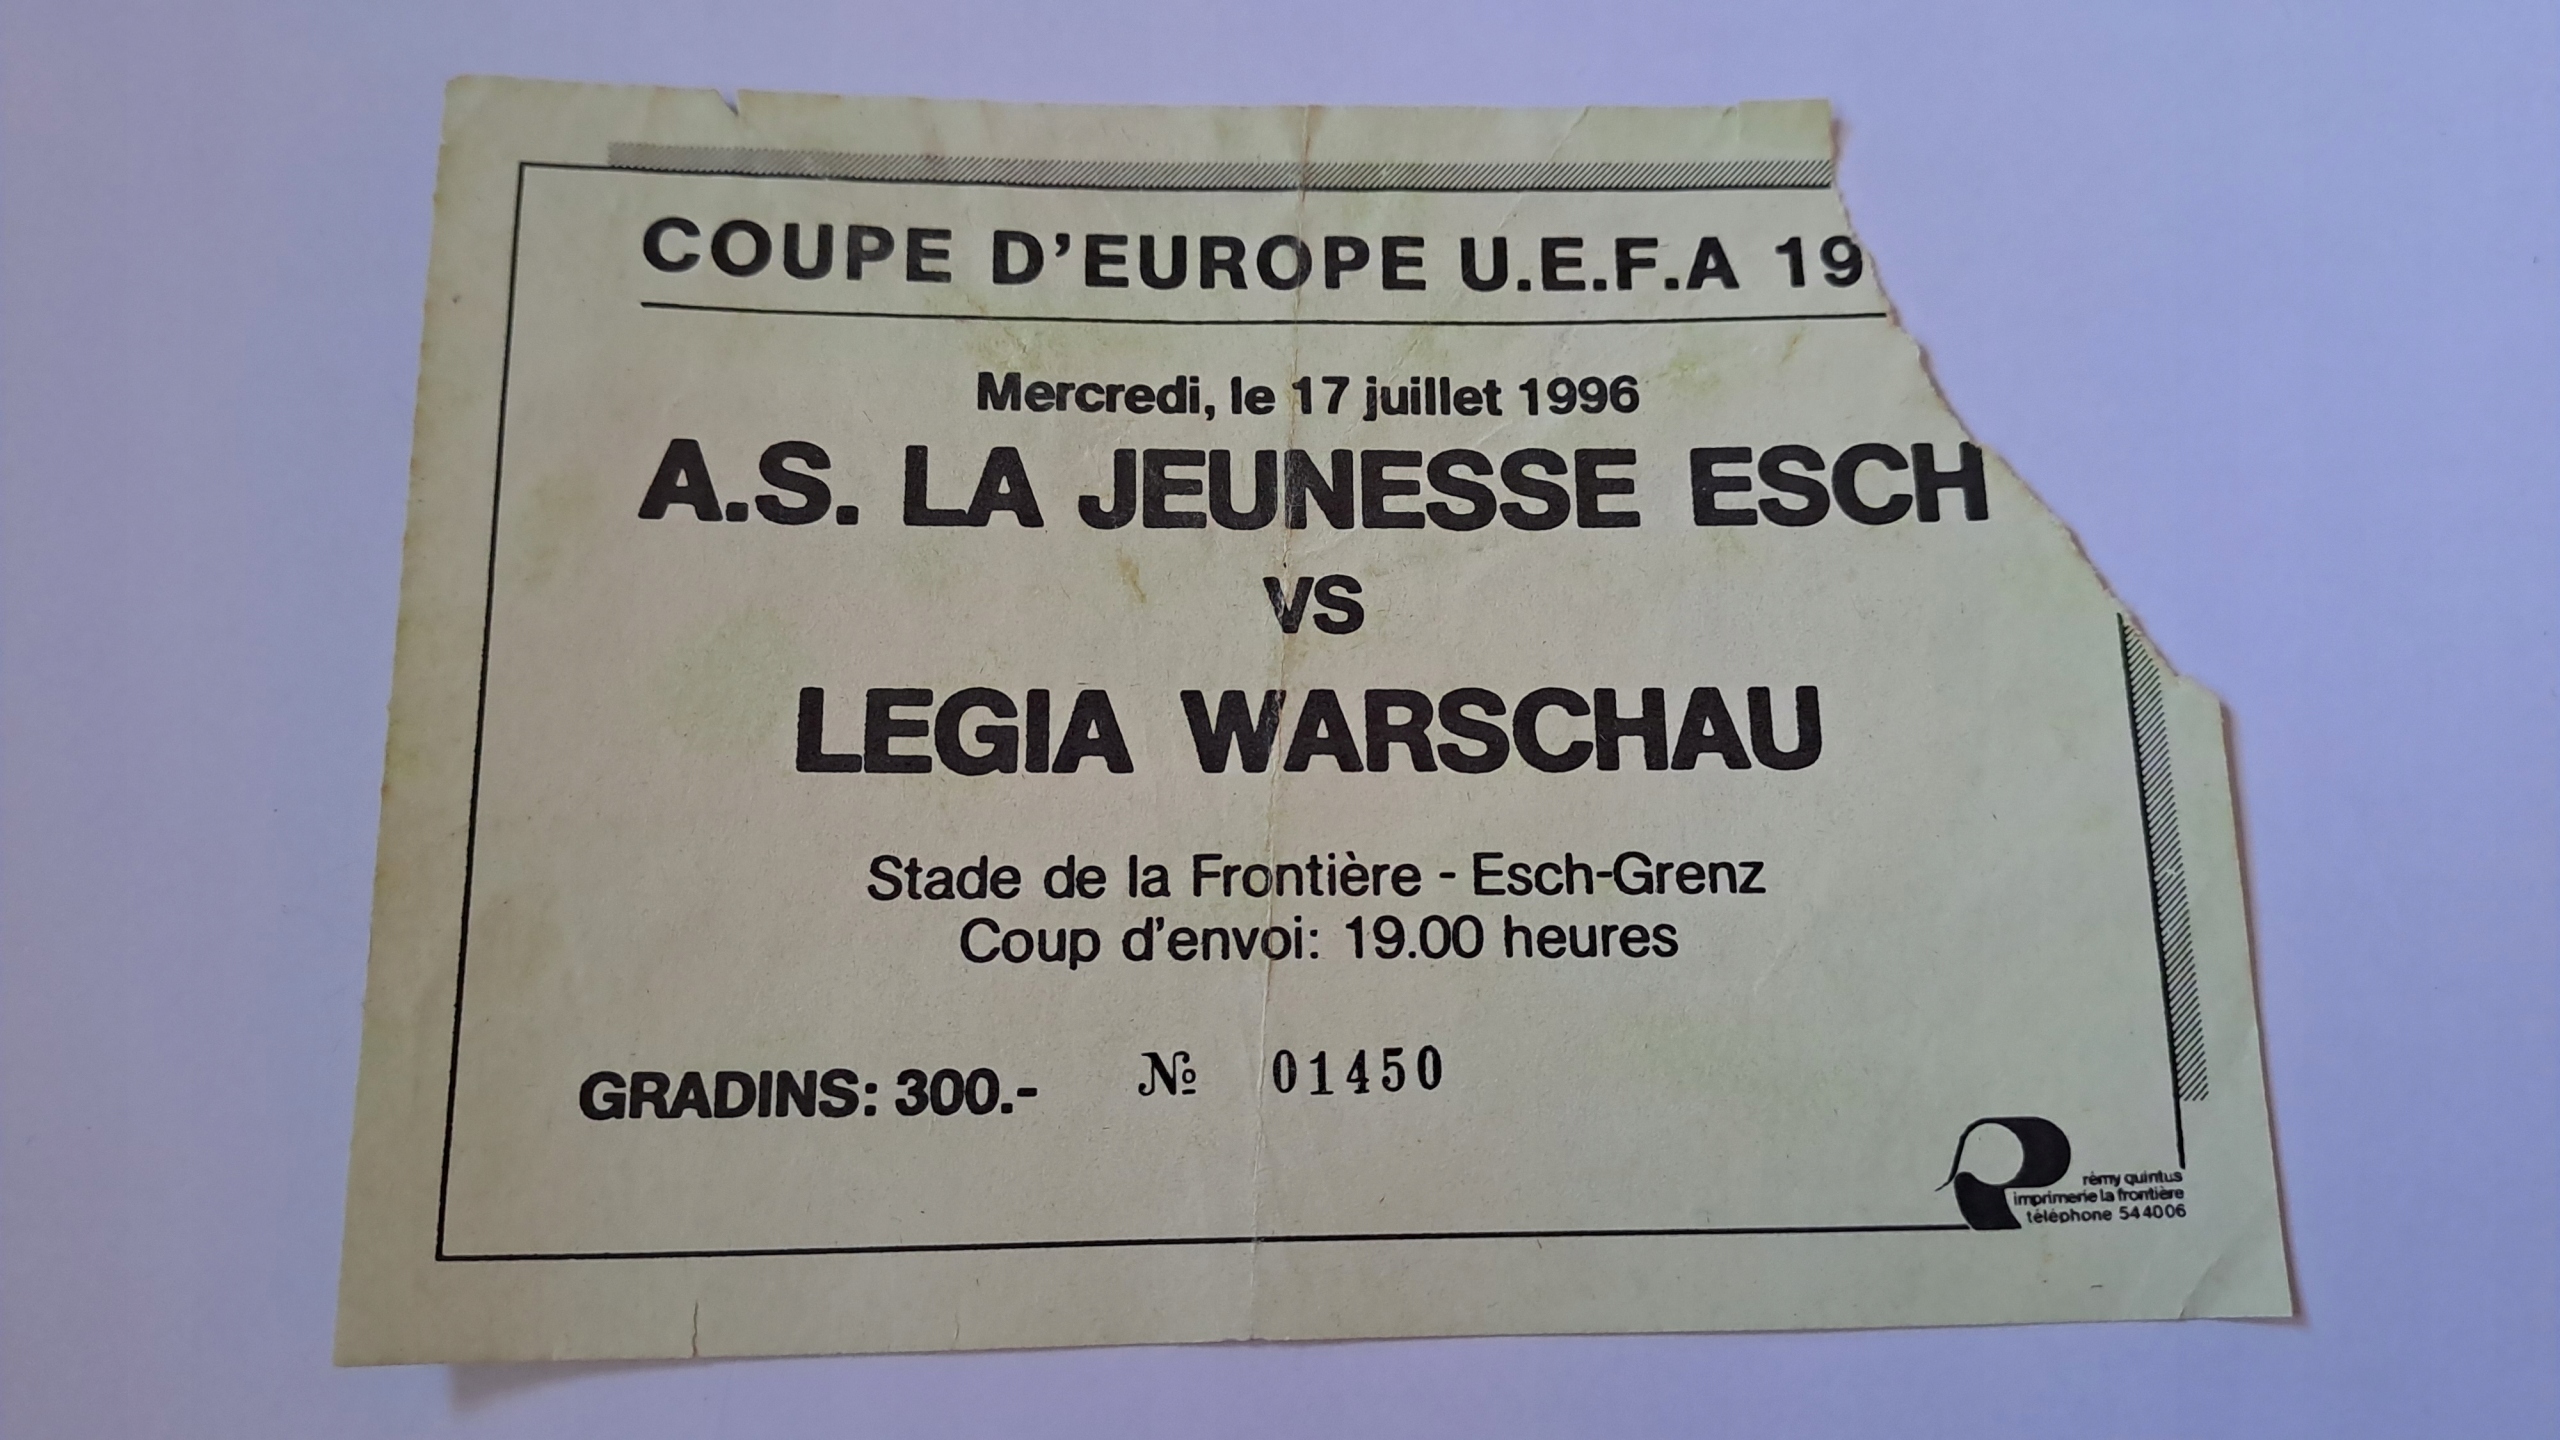 COUPE D'EUROPE U.E.F.A 19
Mercredi, le 17 juillet 1996
A.S. LA JEUNESSE ESCH
VS
LEGIA WARSCHAU
Stade de la Frontière - Esch-Grenz
Coup d'envoi: 19.00 heures
GRADINS: 300.- № 01450
rémy quintus
imprimerie la frontière
téléphone 544006